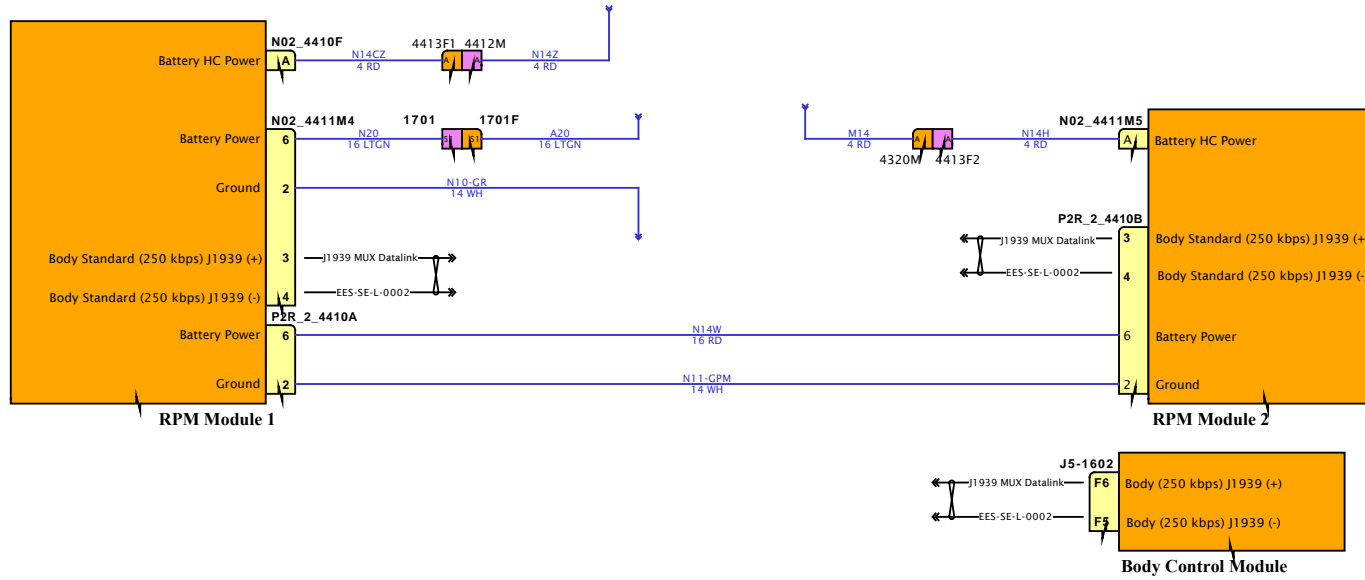 N02_4410F
Battery HC Power
A
N14CZ
4 RD
4413F1
4412M
A
A
N14Z
4 RD
N02_4411M4
Battery Power
6
N20
16 LTGN
1701
1701F
51
51
A20
16 LTGN
Ground
2
N10-GR
14 WH
Body Standard (250 kbps) J1939 (+)
3
J1939 MUX Datalink
Body Standard (250 kbps) J1939 (-)
4
EES-SE-L-0002
P2R_2_4410A
Battery Power
6
N14W
16 RD
Ground
2
N11-GPM
14 WH
RPM Module 1
M14
4 RD
A
A
4320M
4413F2
N14H
4 RD
N02_4411M5
A
Battery HC Power
P2R_2_4410B
J1939 MUX Datalink
3
Body Standard (250 kbps) J1939 (+
EES-SE-L-0002
4
Body Standard (250 kbps) J1939 (-
6
Battery Power
2
Ground
RPM Module 2
J5-1602
J1939 MUX Datalink
F6
Body (250 kbps) J1939 (+)
EES-SE-L-0002
F5
Body (250 kbps) J1939 (-)
Body Control Module